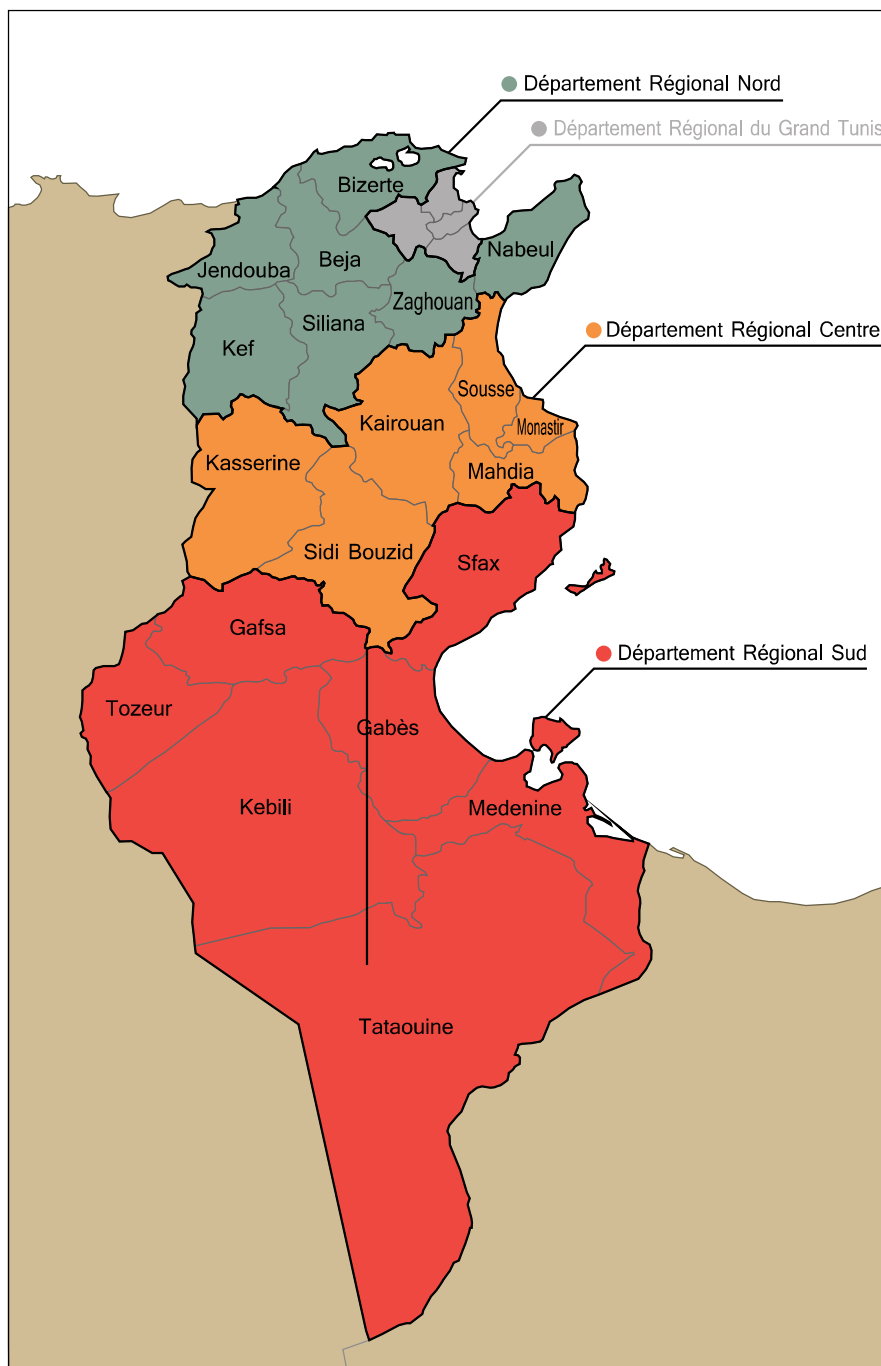 Département Régional Nord
Département Régional du Grand Tunis
Bizerte
Nabeul
Beja
Jendouba
Zaghouan
Siliana
Département Régional Centre
Kef
Sousse
Kairouan
Monastir
Kasserine
Mahdia
Sidi Bouzid
Sfax
Gafsa
Département Régional Sud
Tozeur
Gabès
Kebili
Medenine
Tataouine